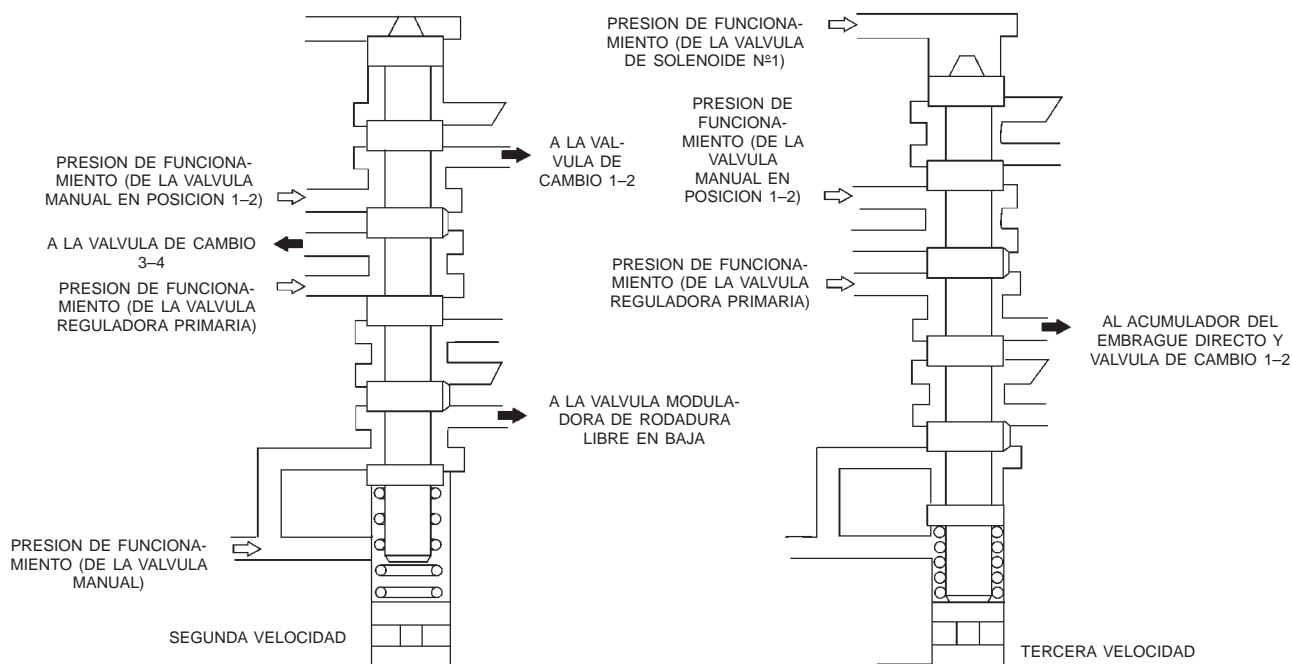 PRESION DE FUNCIONA-
MIENTO (DE LA VALVULA
MANUAL EN POSICION 1–2)
A LA VALVULA DE CAMBIO
3–4
PRESION DE FUNCIONA-
MIENTO (DE LA VALVULA
REGULADORA PRIMARIA)
PRESION DE FUNCIONA-
MIENTO (DE LA VALVULA
MANUAL)
A LA VAL-
VULA DE
CAMBIO 1–2
A LA VALVULA MODULA-
DORA DE RODADURA
LIBRE EN BAJA
SEGUNDA VELOCIDAD
PRESION DE FUNCIONA-
MIENTO (DE LA VALVULA
DE SOLENOIDE Nº1)
PRESION DE
FUNCIONA-
MIENTO (DE LA
VALVULA
MANUAL EN
POSICION 1–2)
PRESION DE FUNCIONA-
MIENTO (DE LA VALVULA
REGULADORA PRIMARIA)
AL ACUMULADOR DEL
EMBRAGUE DIRECTO Y
VALVULA DE CAMBIO 1–2
TERCERA VELOCIDAD